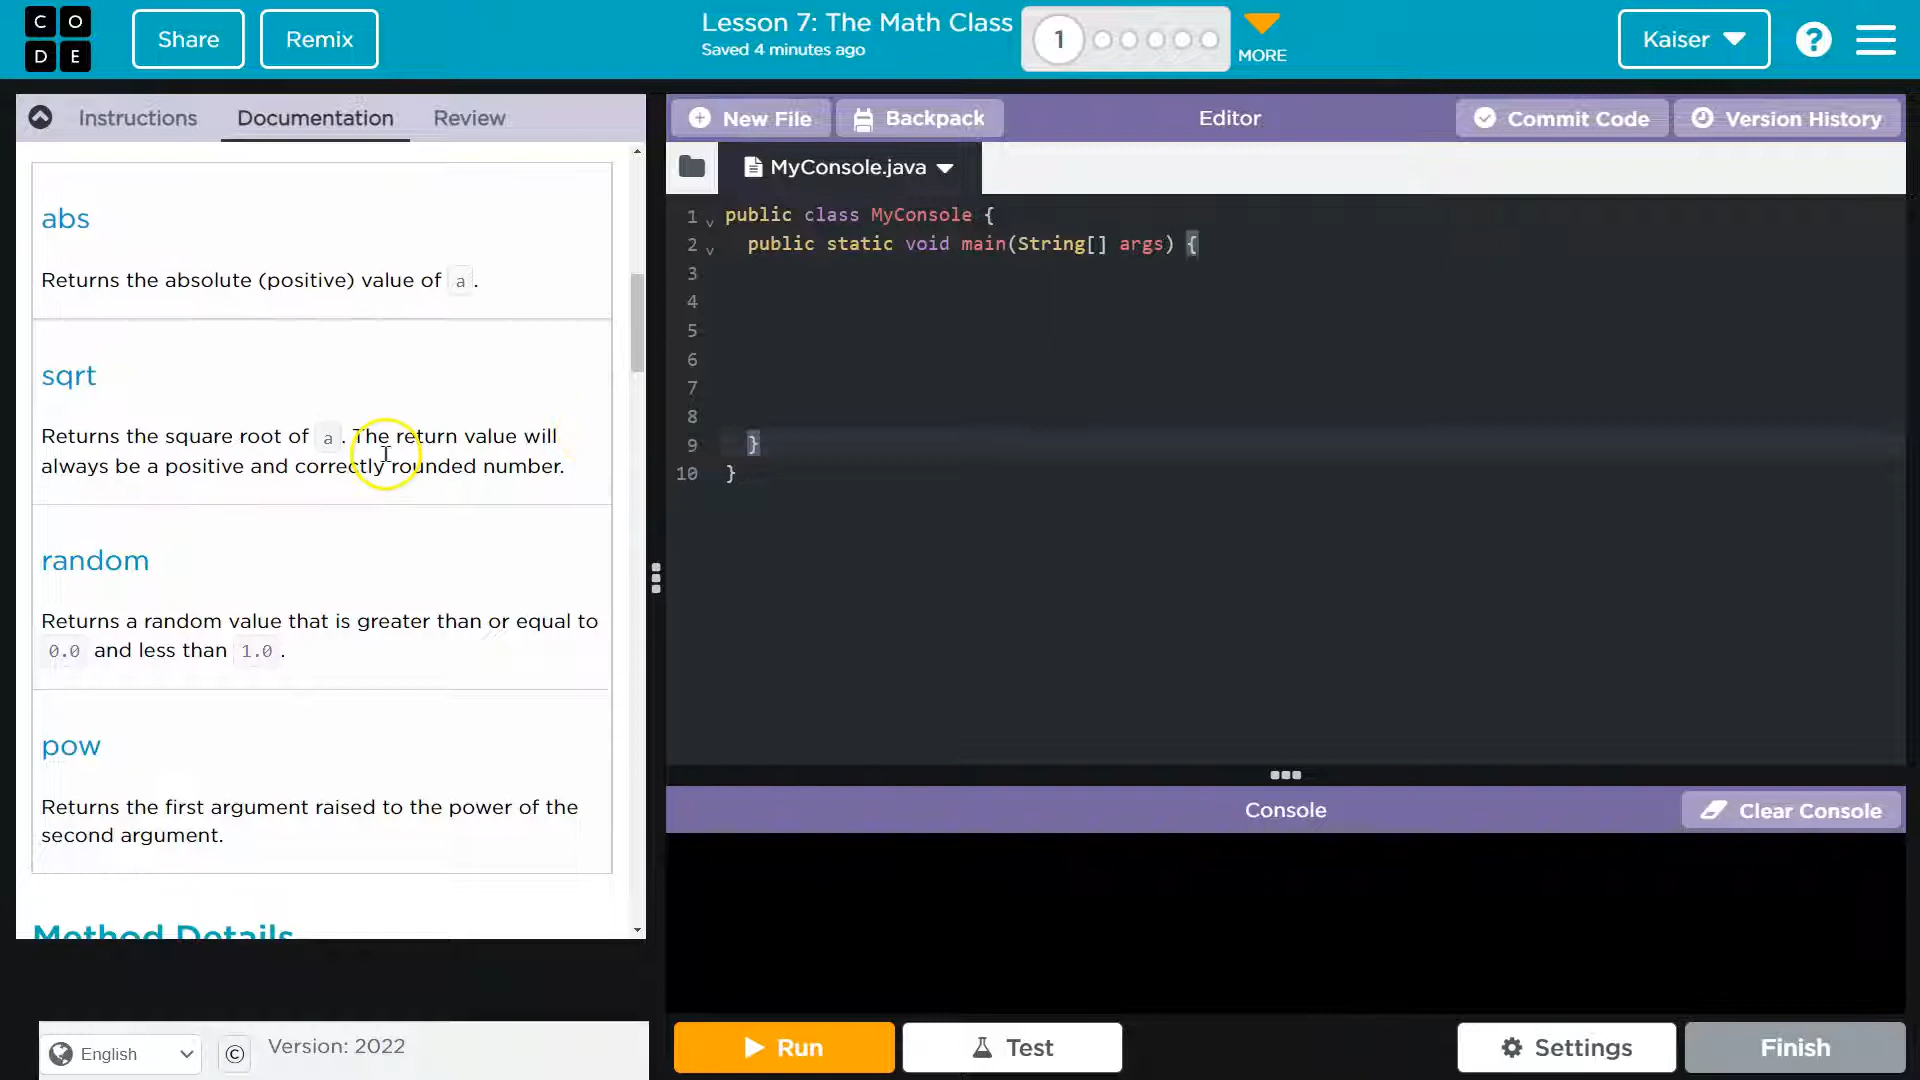 CODE
Share
Remix
Lesson 7: The Math Class
Saved 4 minutes ago
1
MORE
Kaiser
?
Instructions
Documentation
Review
abs
Returns the absolute (positive) value of a.
sqrt
Returns the square root of a. The return value will
always be a positive and correctly rounded number.
random
Returns a random value that is greater than or equal to
0.0 and less than 1.0.
pow
Returns the first argument raised to the power of the
second argument.
Method Details
English
©
Version: 2022
New File
Backpack
Editor
Commit Code
Version History
MyConsole.java
1 public class MyConsole {
2 public static void main(String[] args) {
3
4
5
6
7
8
9 }
10 }
Console
Clear Console
Run
Test
Settings
Finish